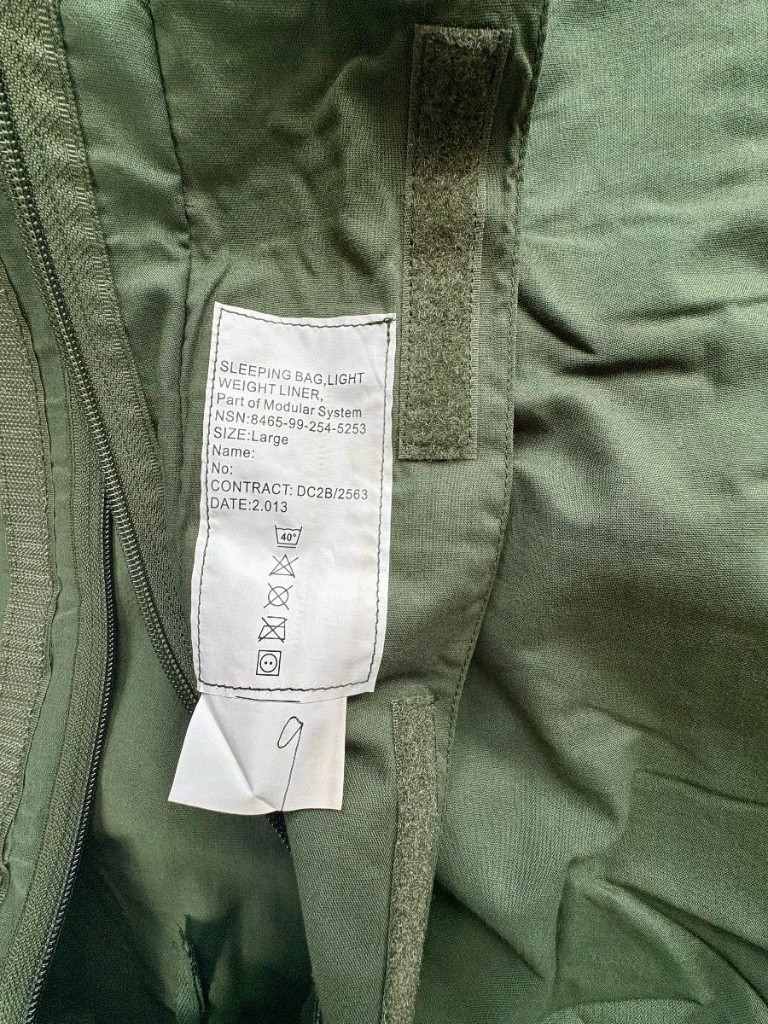 SLEEPING BAG,LIGHT
WEIGHT LINER,
Part of Modular System
NSN:8465-99-254-5253
SIZE:Large
Name:
No:
CONTRACT: DC2B/2563
DATE:2.013
40°
9